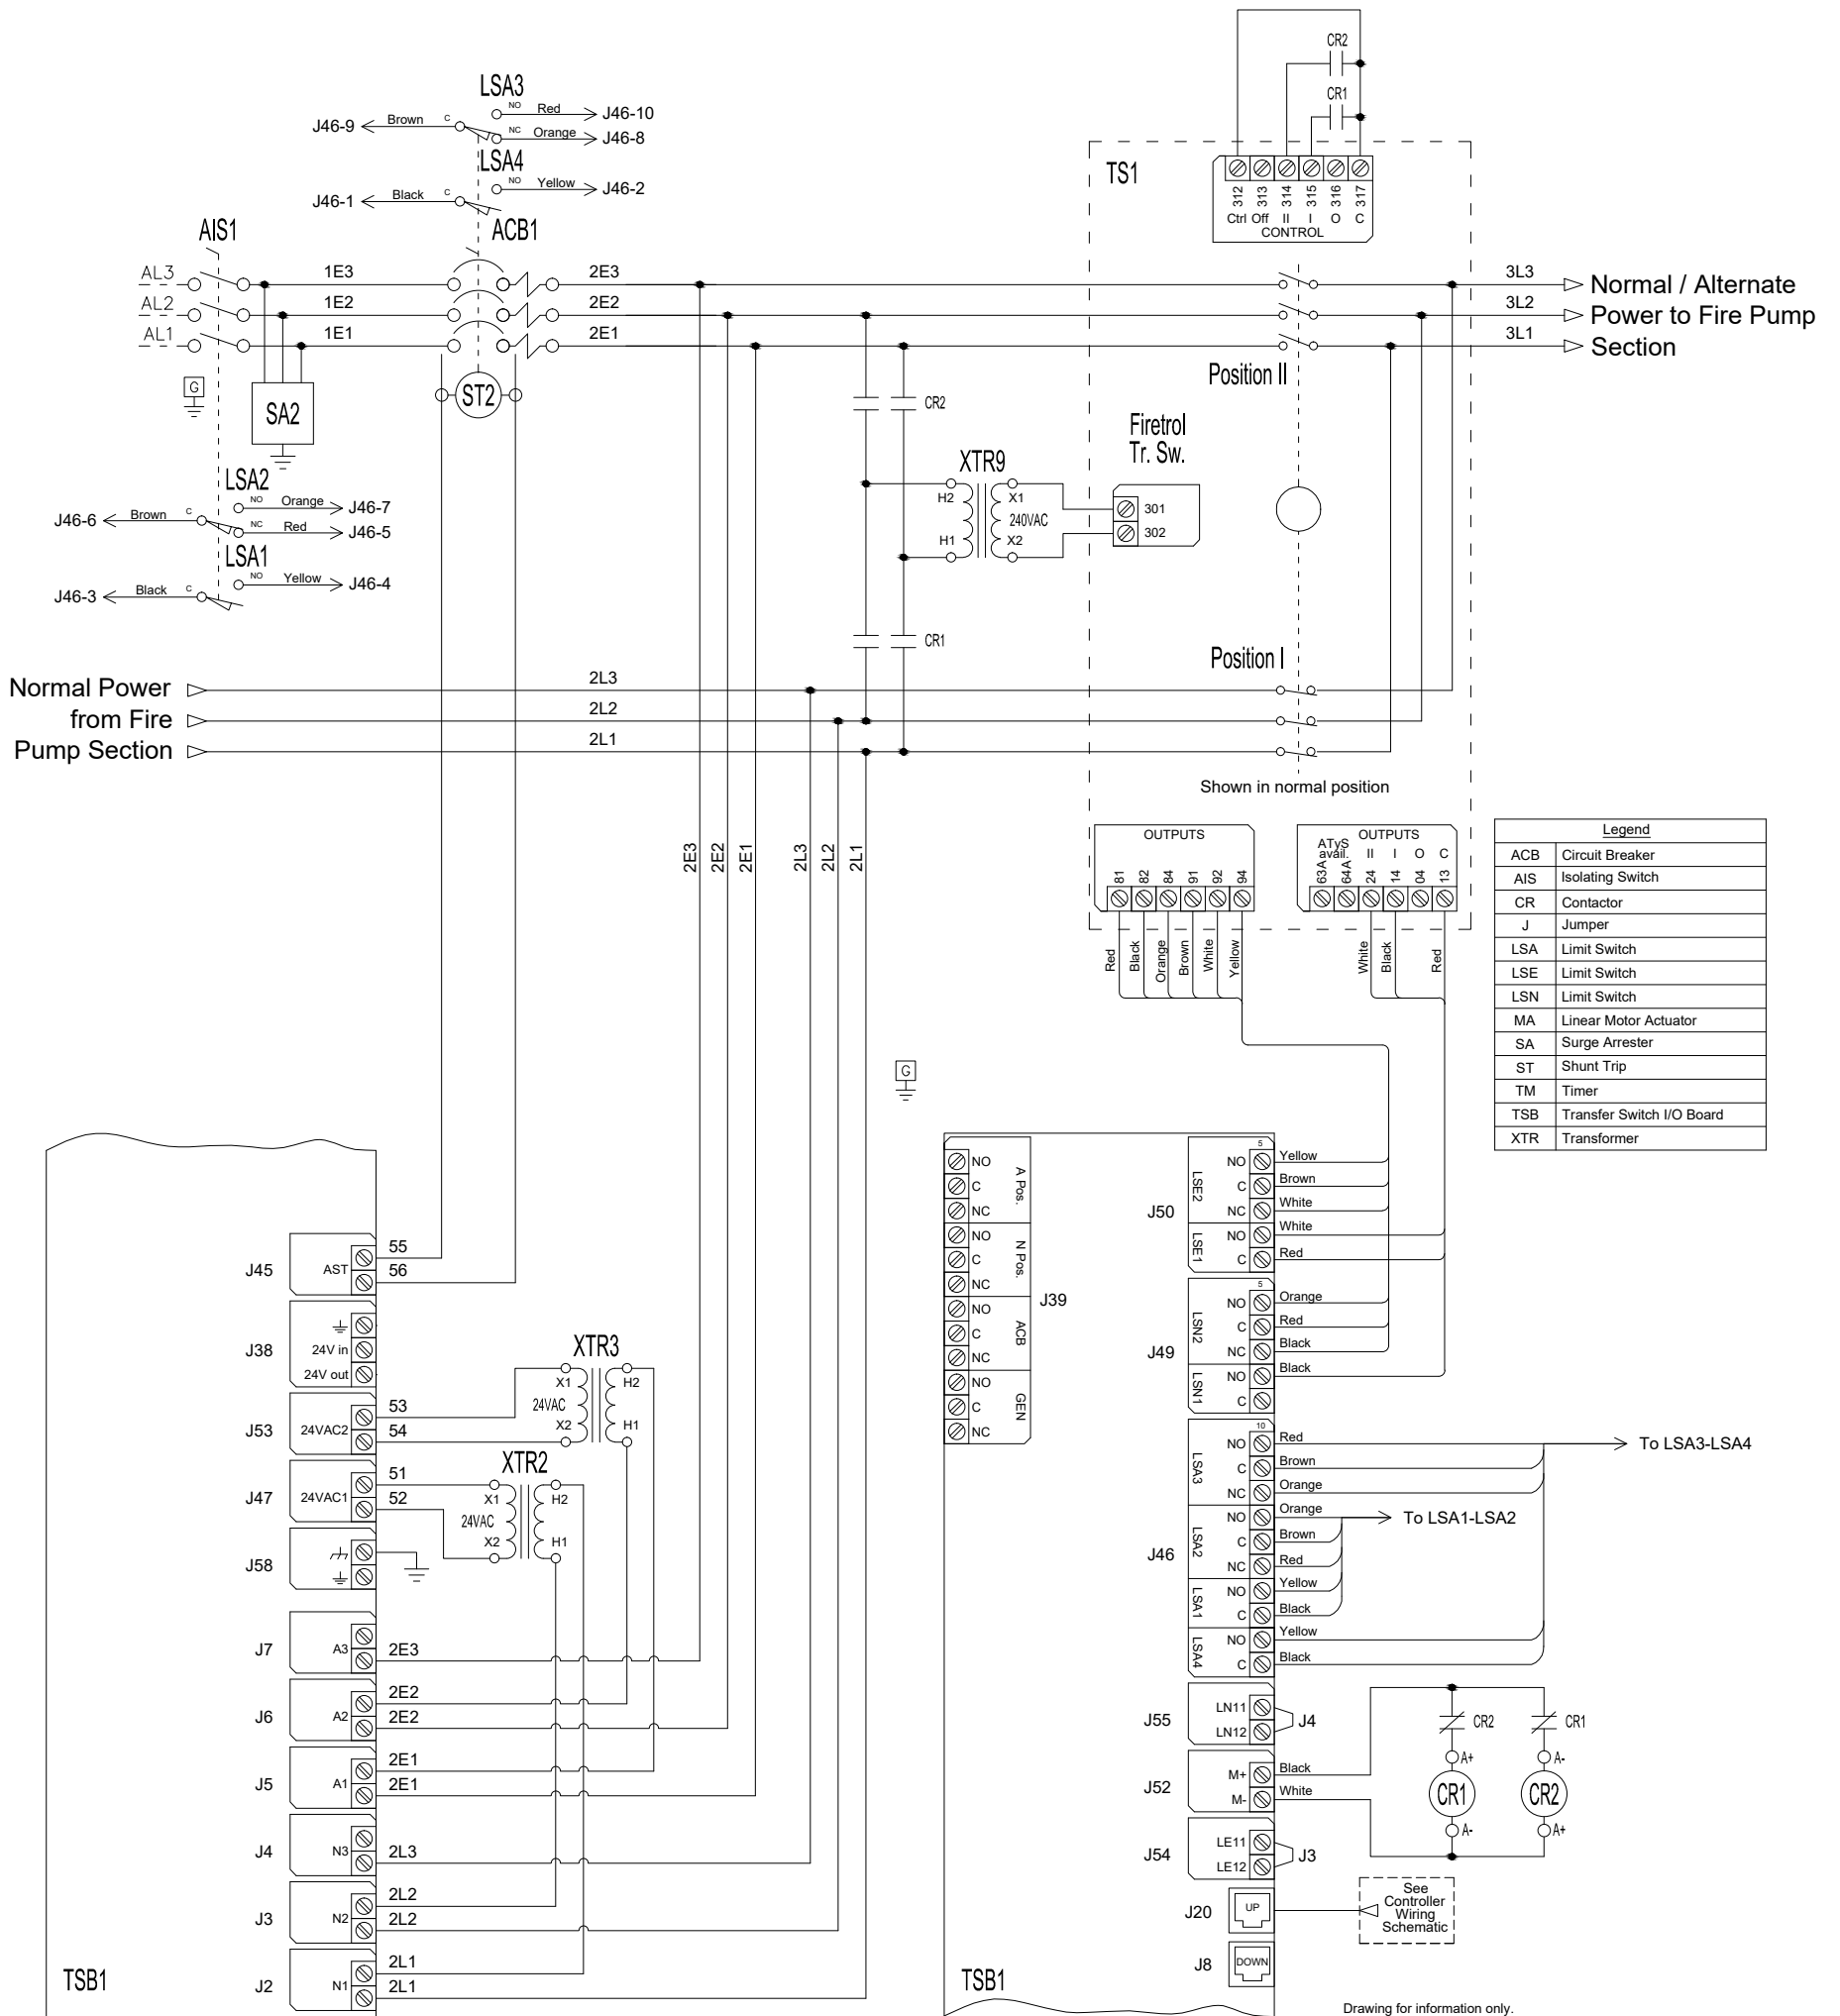 CR2
CR1
TS1
312 313 314 315 316 317
Ctrl Off II I O C
CONTROL
LSA3
J46-9 Brown C NO Red J46-10
NC Orange J46-8
LSA4
J46-1 Black C NO Yellow J46-2
AIS1
ACB1
AL3 1E3 2E3 3L3
AL2 1E2 2E2 3L2
AL1 1E1 2E1 3L1
Normal / Alternate
Power to Fire Pump
Section
G
SA2
ST2
Position II
CR2
Firetrol
Tr. Sw.
XTR9
H2 X1
240VAC
H1 X2
301
302
LSA2
J46-6 Brown C NO Orange J46-7
NC Red J46-5
LSA1
J46-3 Black C NO Yellow J46-4
CR1
Position I
Normal Power
from Fire
Pump Section
2L3
2L2
2L1
Shown in normal position
2E3 2E2 2E1 2L3 2L2 2L1
OUTPUTS
81 82 84 91 92 94
Red Black Orange Brown White Yellow
OUTPUTS
ATyS
avail. II I O C
63A 64A 24 14 04 13
White Black Red
Legend
ACB Circuit Breaker
AIS Isolating Switch
CR Contactor
J Jumper
LSA Limit Switch
LSE Limit Switch
LSN Limit Switch
MA Linear Motor Actuator
SA Surge Arrester
ST Shunt Trip
TM Timer
TSB Transfer Switch I/O Board
XTR Transformer
G
J45 AST 55
56
J38 24V in
24V out
XTR3
X1 H2
24VAC
X2 H1
J53 24VAC2 53
54
XTR2
X1 H2
24VAC
X2 H1
J47 24VAC1 51
52
J58
J7 A3 2E3
J6 A2 2E2
2E2
J5 A1 2E1
2E1
J4 N3 2L3
J3 N2 2L2
2L2
J2 N1 2L1
2L1
TSB1
J39
A Pos. NO
C
NC
N Pos. NO
C
NC
ACB NO
C
NC
GEN NO
C
NC
J50
5
LSE2 NO Yellow
C Brown
NC White
LSE1 NO White
C Red
J49
5
LSN2 NO Orange
C Red
NC Black
LSN1 NO Black
C
J46
10
LSA3 NO Red
C Brown
NC Orange
To LSA3-LSA4
LSA2 NO Orange
C Brown
NC Red
To LSA1-LSA2
LSA1 NO Yellow
C Black
LSA4 NO Yellow
C Black
J55 LN11
LN12
J4
J52 M+ Black
M- White
CR2 CR1
A+ A-
CR1 CR2
A- A+
J54 LE11
LE12
J3
J20 UP
See
Controller
Wiring
Schematic
J8 DOWN
TSB1
Drawing for information only.